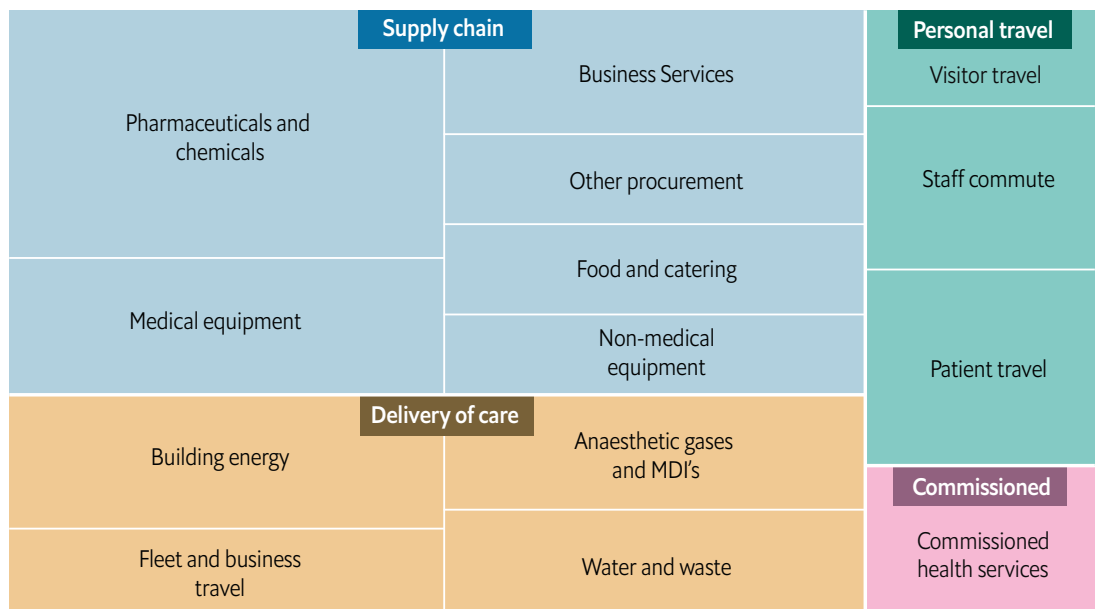 Supply chain
Pharmaceuticals and
chemicals
Medical equipment
Business Services
Other procurement
Food and catering
Non-medical
equipment
Delivery of care
Building energy
Fleet and business
travel
Anaesthetic gases
and MDI's
Water and waste
Personal travel
Visitor travel
Staff commute
Patient travel
Commissioned
Commissioned
health services